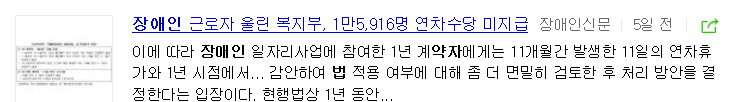 장애인 근로자 울린 복지부, 1만5,916명 연차수당 미지급 장애인신문 5일 전
이에 따라 장애인 일자리사업에 참여한 1년 계약자에게는 11개월간 발생한 11일의 연차휴
가와 1년 시점에서... 감안하여 법 적용 여부에 대해 좀 더 면밀히 검토한 후 처리 방안을 결
정한다는 입장이다. 현행법상 1년 동안...